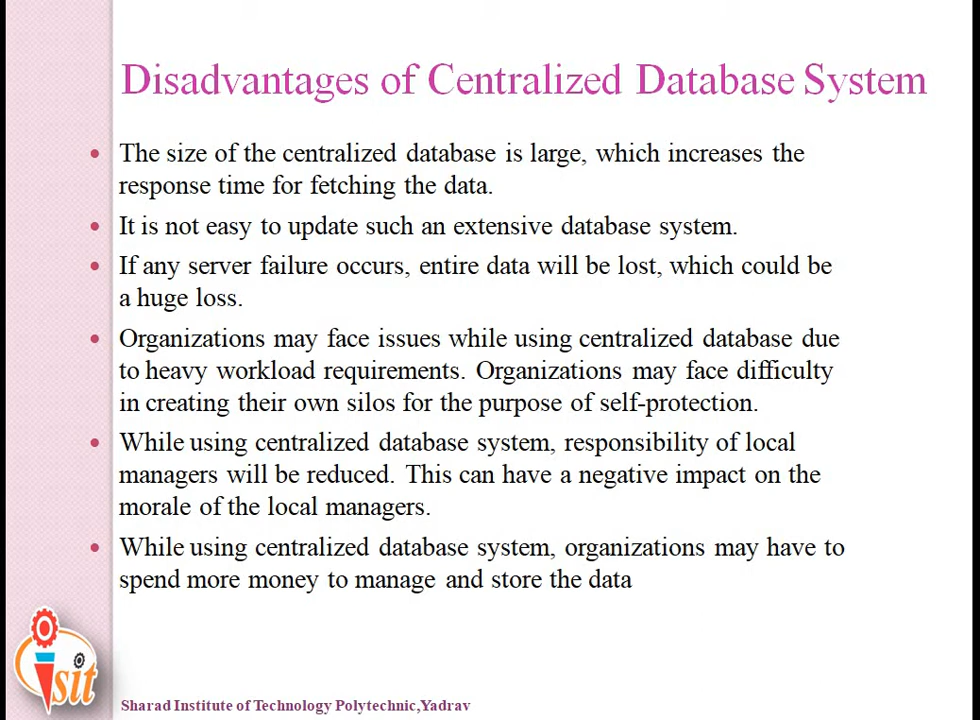 Disadvantages of Centralized Database System
• The size of the centralized database is large, which increases the
response time for fetching the data.
• It is not easy to update such an extensive database system.
• If any server failure occurs, entire data will be lost, which could be
a huge loss.
• Organizations may face issues while using centralized database due
to heavy workload requirements. Organizations may face difficulty
in creating their own silos for the purpose of self-protection.
• While using centralized database system, responsibility of local
managers will be reduced. This can have a negative impact on the
morale of the local managers.
• While using centralized database system, organizations may have to
spend more money to manage and store the data
sit
Sharad Institute of Technology Polytechnic,Yadrav